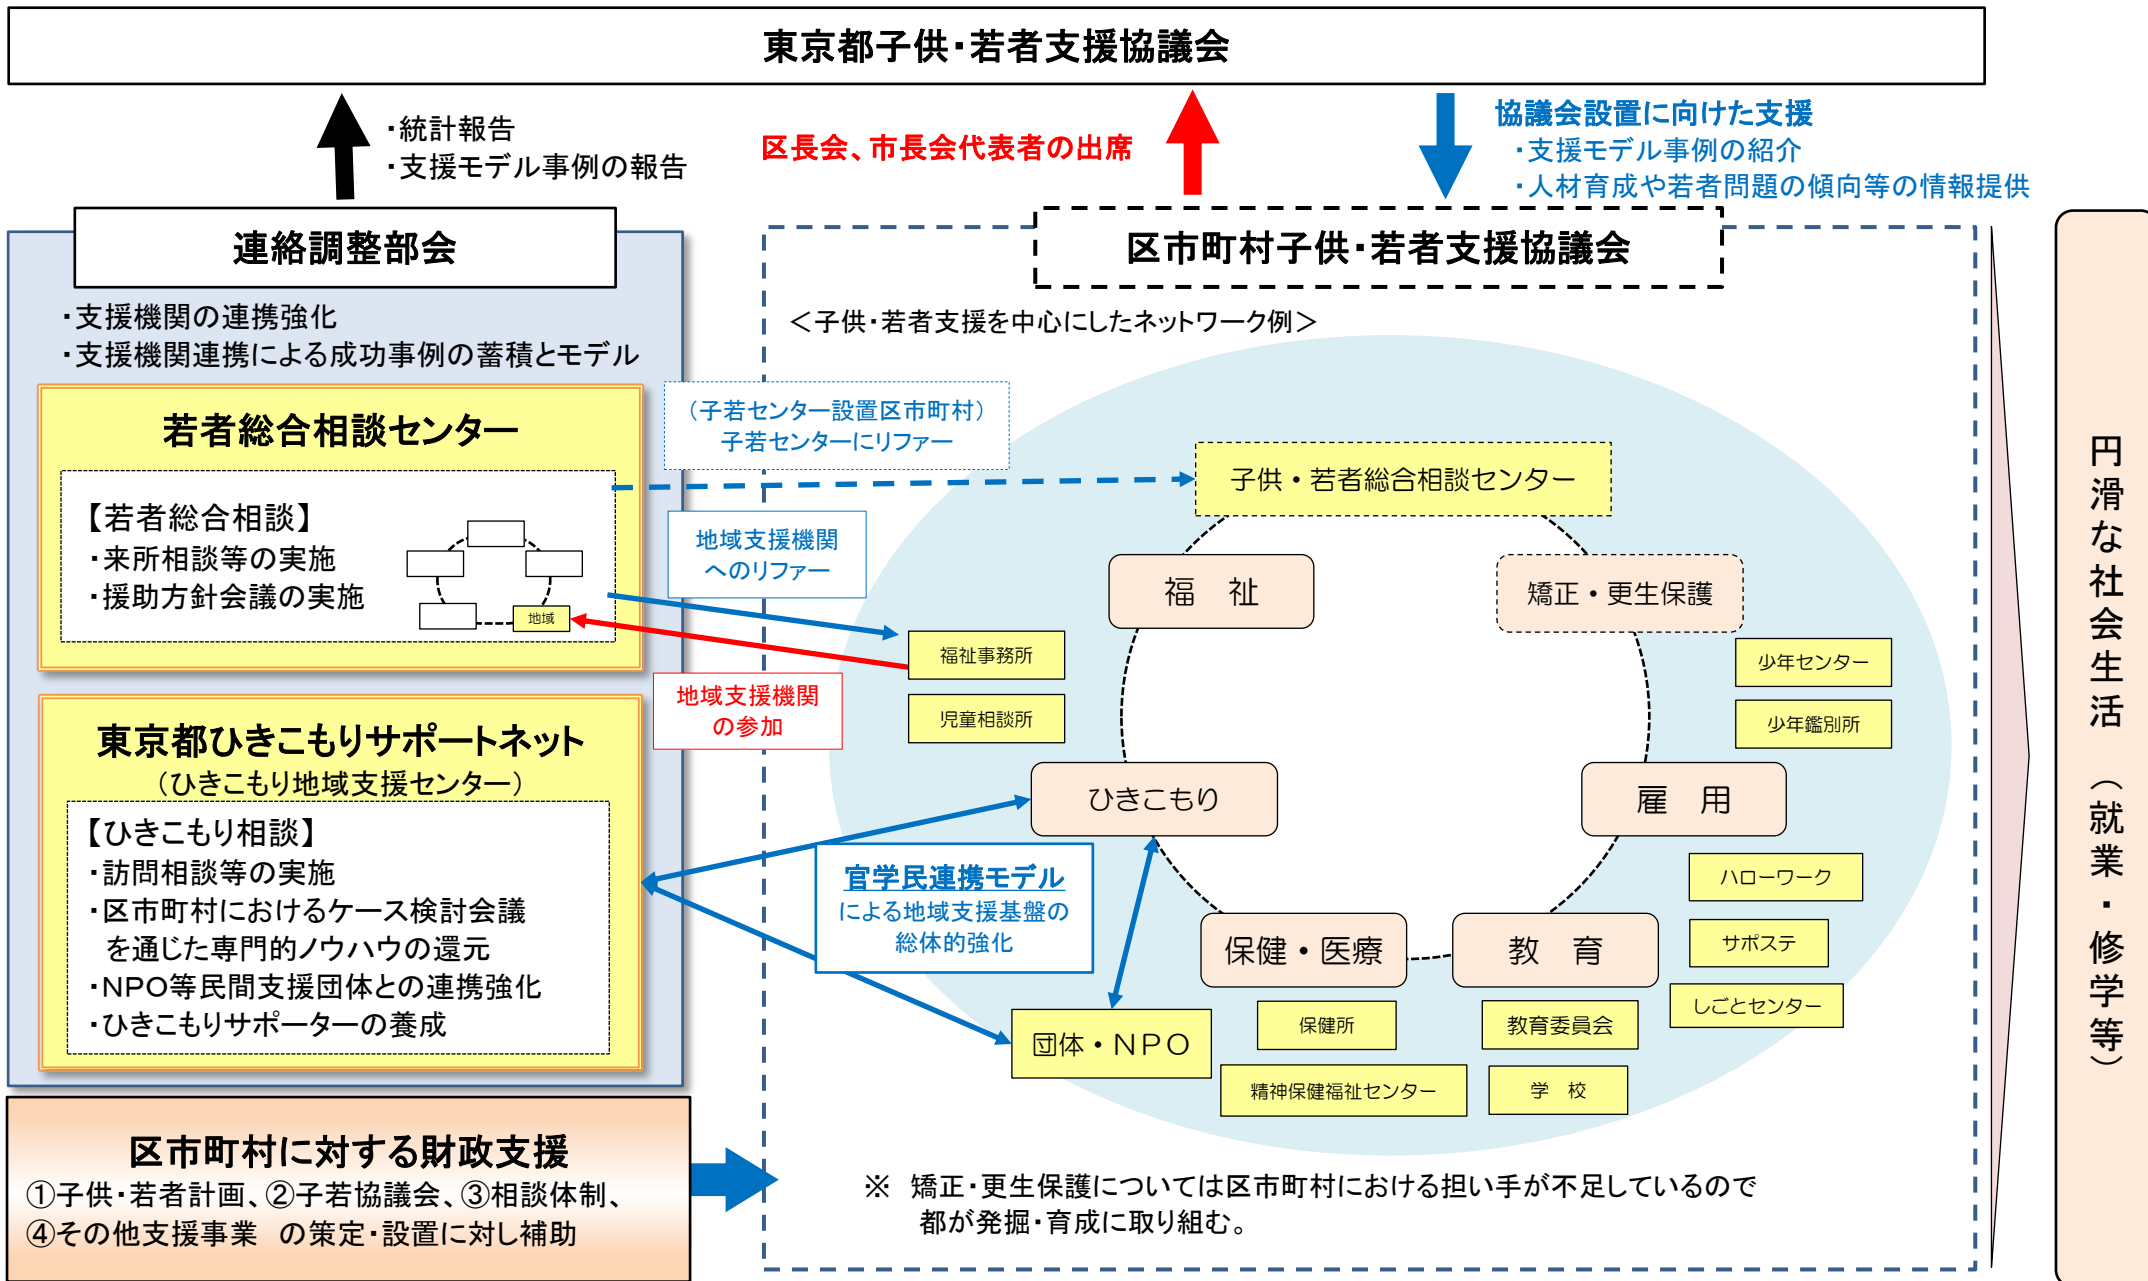 東京都子供・若者支援協議会
・統計報告
・支援モデル事例の報告
区長会、市長会代表者の出席
協議会設置に向けた支援
・支援モデル事例の紹介
・人材育成や若者問題の傾向等の情報提供
連絡調整部会
・支援機関の連携強化
・支援機関連携による成功事例の蓄積とモデル
若者総合相談センター
【若者総合相談】
・来所相談等の実施
・援助方針会議の実施
地域
東京都ひきこもりサポートネット
（ひきこもり地域支援センター）
【ひきこもり相談】
・訪問相談等の実施
・区市町村におけるケース検討会議
を通じた専門的ノウハウの還元
・NPO等民間支援団体との連携強化
・ひきこもりサポーターの養成
区市町村に対する財政支援
①子供・若者計画、②子若協議会、③相談体制、
④その他支援事業　の策定・設置に対し補助
（子若センター設置区市町村）
子若センターにリファー
地域支援機関
へのリファー
地域支援機関
の参加
官学民連携モデル
による地域支援基盤の
総体的強化
区市町村子供・若者支援協議会
＜子供・若者支援を中心にしたネットワーク例＞
子供・若者総合相談センター
福　祉
矯正・更生保護
福祉事務所
児童相談所
少年センター
少年鑑別所
ひきこもり
雇　用
ハローワーク
サポステ
しごとセンター
保健・医療
教　育
団体・NPO
保健所
精神保健福祉センター
教育委員会
学　校
※　矯正・更生保護については区市町村における担い手が不足しているので
都が発掘・育成に取り組む。
円滑な社会生活　（就業・修学等）